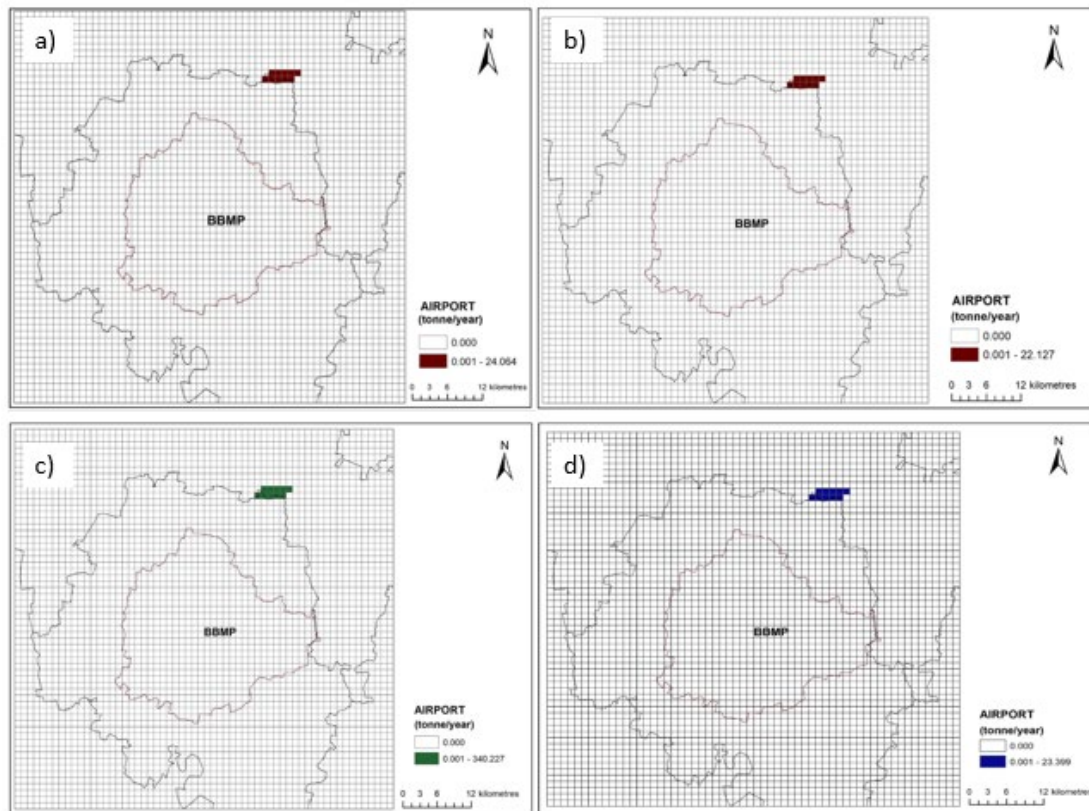 a)
N
BBMP
AIRPORT
(tonne/year)
0.000
0.001 - 24.064
0 3 6 12 kilometres
b)
N
BBMP
AIRPORT
(tonne/year)
0.000
0.001 - 22.127
0 3 6 12 kilometres
c)
N
BBMP
AIRPORT
(tonne/year)
0.000
0.001 - 340.227
0 3 6 12 kilometres
d)
N
BBMP
AIRPORT
(tonne/year)
0.000
0.001 - 23.399
0 3 6 12 kilometres